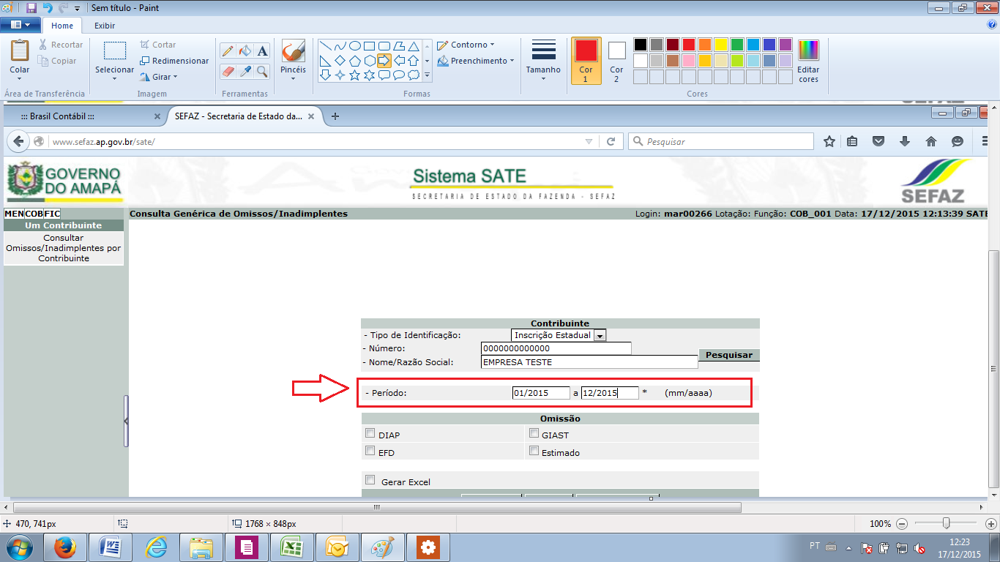 Sem título - Paint
Home Exibir
Colar
Recortar
Copiar
Área de Transferência
Selecionar
Cortar
Redimensionar
Girar
Imagem
A
Ferramentas
Pincéis
Contorno
Preenchimento
Formas
Tamanho
Cor
1
Cor
2
Editar
cores
Cores
::: Brasil Contábil :::
SEFAZ - Secretaria de Estado da...
www.sefaz.ap.gov.br/sate/
Pesquisar
GOVERNO
DO AMAPÁ
Sistema SATE
SECRETARIA DE ESTADO DA FAZENDA - SEFAZ
SEFAZ
MEN COB FIC
Consulta Genérica de Omissos/Inadimplentes
Login: mar00266 Lotação: Função: COB_001 Data: 17/12/2015 12:13:39 SATE
Um Contribuinte
Consultar
Omissos/Inadimplentes por
Contribuinte
Contribuinte
- Tipo de Identificação: Inscrição Estadual
- Número: 0000000000000
- Nome/Razão Social: EMPRESA TESTE
Pesquisar
- Período: 01/2015 a 12/2015 * (mm/aaaa)
Omissão
DIAP GIAST
EFD Estimado
Gerar Excel
470, 741px
1768 × 848px
100%
PT
12:23
17/12/2015